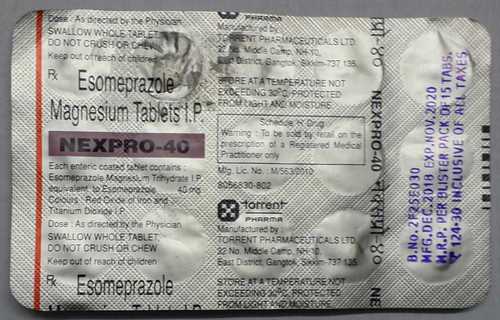 Dose : As directed by the Physician
SWALLOW WHOLE TABLET,
DO NOT CRUSH OR CHEW
Keep out of reach of children
Rx
Esomeprazole
Magnesium Tablets I.P.
NEXPRO-40
Each enteric coated tablet contains :
Esomeprazole Magnesium Trihydrate I.P.
equivalent to Esomeprazole 40 mg
Colours : Red Oxide of Iron and
Titanium Dioxide I.P.
Dose : As directed by the Physician
SWALLOW WHOLE TABLET,
DO NOT CRUSH OR CHEW
Keep out of reach of children
Rx
Esomeprazole
Magnesium Tablets I.P.
torrent
PHARMA
Manufactured by :
TORRENT PHARMACEUTICALS LTD.
32 No. Middle Camp, NH-10,
East District, Gangtok, Sikkim-737 135
STORE AT A TEMPERATURE NOT
EXCEEDING 30°C, PROTECTED
FROM LIGHT AND MOISTURE
Schedule 'H' Drug
Warning : To be sold by retail on the
prescription of a Registered Medical
Practitioner only
Mfg. Lic. No. : M/563/2010
8056830-802
torrent
PHARMA
Manufactured by :
TORRENT PHARMACEUTICALS LTD.
32 No. Middle Camp, NH-10,
East District, Gangtok, Sikkim-737 135
STORE AT A TEMPERATURE NOT
EXCEEDING 30°C, PROTECTED
FROM LIGHT AND MOISTURE
NEXPRO-40
NE
B.No.2F85E030
MFG.DEC.2018 EXP.NOV.2020
M.R.P. PER BLISTER PACK OF 15 TABS.
₹ 124-30 INCLUSIVE OF ALL TAXES